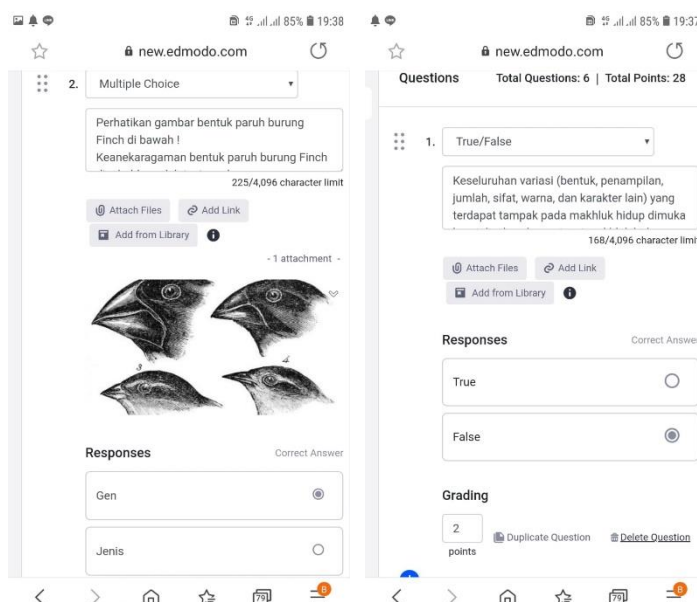 85% 19:38
new.edmodo.com
2. Multiple Choice
Perhatikan gambar bentuk paruh burung
Finch di bawah !
Keanekaragaman bentuk paruh burung Finch
225/4,096 character limit
Attach Files Add Link
Add from Library
- 1 attachment -
3 4
Responses Correct Answer
Gen
Jenis
79 B
85% 19:37
new.edmodo.com
Questions Total Questions: 6 | Total Points: 28
1. True/False
Keseluruhan variasi (bentuk, penampilan,
jumlah, sifat, warna, dan karakter lain) yang
terdapat tampak pada makhluk hidup dimuka
168/4,096 character limit
Attach Files Add Link
Add from Library
Responses Correct Answer
True
False
Grading
2
points
Duplicate Question Delete Question
79 B